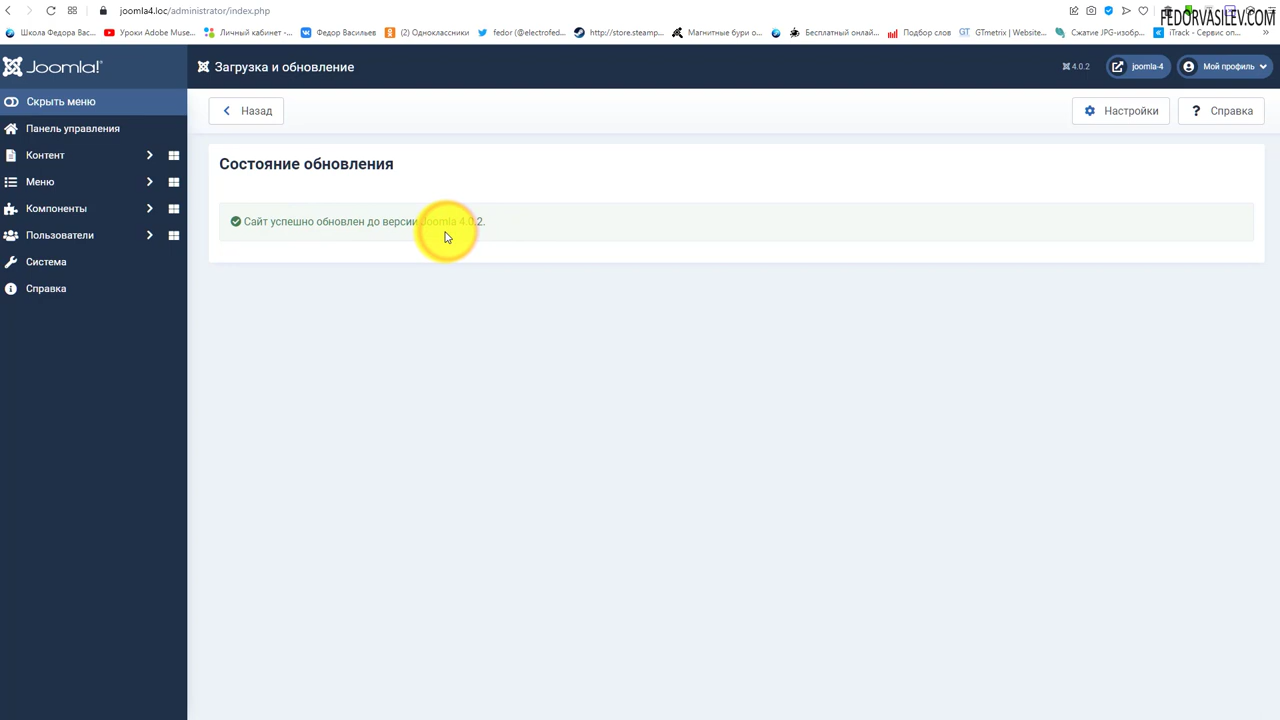 joomla4.loc/administrator/index.php
FEDORVASILEV.COM
Школа Федора Вас...
Уроки Adobe Muse...
Личный кабинет -...
Федор Васильев
(2) Одноклассники
fedor (@electrofed...
http://store.steamp...
Магнитные бури о...
Бесплатный онлай...
Подбор слов
GTmetrix | Website...
Сжатие JPG-изобр...
iTrack - Сервис оп...
Joomla!
Загрузка и обновление
4.0.2
joomla-4
Мой профиль
Скрыть меню
Назад
Настройки
? Справка
Панель управления
Контент
Меню
Компоненты
Пользователи
Система
Справка
Состояние обновления
Сайт успешно обновлен до версии Joomla 4.0.2.